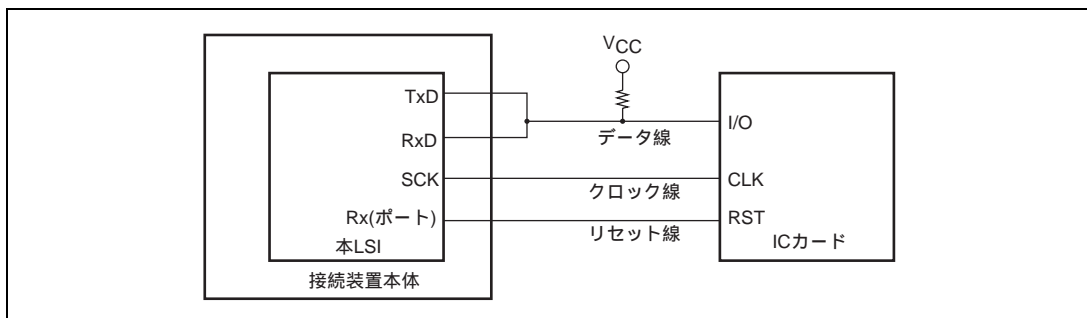 VCC
TxD
RxD
データ線
I/O
SCK
クロック線
CLK
Rx(ポート)
リセット線
RST
本LSI
ICカード
接続装置本体